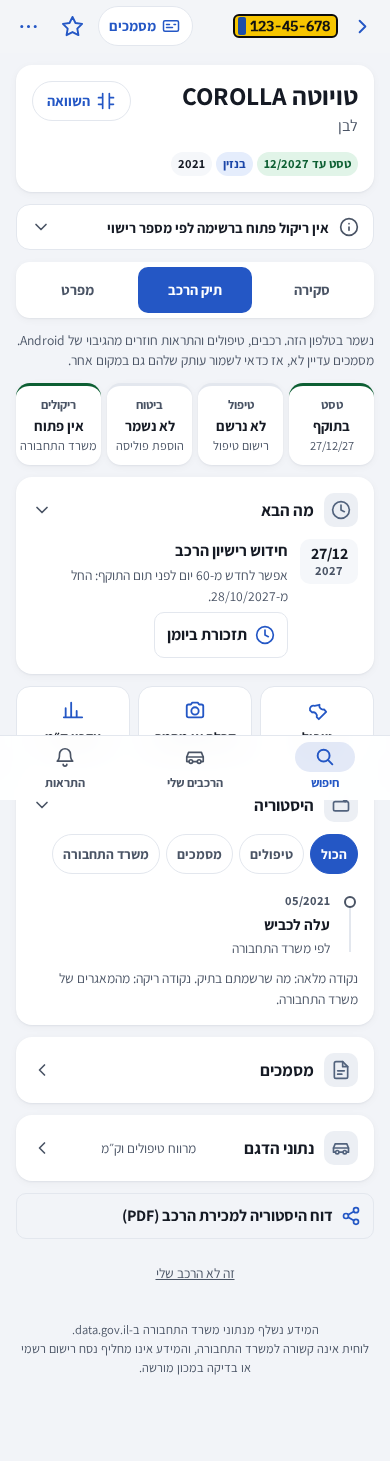 123-45-678
מסמכים
טויוטה COROLLA
השוואה
לבן
טסט עד 12/2027
בנזין
2021
אין ריקול פתוח ברשימה לפי מספר רישוי
סקירה
תיק הרכב
מפרט
נשמר בטלפון הזה. רכבים, טיפולים והתראות חוזרים מהגיבוי של Android.
מסמכים עדיין לא, אז כדאי לשמור עותק שלהם גם במקום אחר.
טסט
בתוקף
27/12/27
טיפול
לא נרשם
רישום טיפול
ביטוח
לא נשמר
הוספת פוליסה
ריקולים
אין פתוח
משרד התחבורה
מה הבא
27/12
2027
חידוש רישיון הרכב
אפשר לחדש מ-60 יום לפני תום התוקף: החל
מ-28/10/2027.
תזכורת ביומן
חיפוש
הרכבים שלי
התראות
היסטוריה
הכול
טיפולים
מסמכים
משרד התחבורה
05/2021
עלה לכביש
לפי משרד התחבורה
נקודה מלאה: מה שרשמתם בתיק. נקודה ריקה: מהמאגרים של
משרד התחבורה.
מסמכים
נתוני הדגם
מרווח טיפולים וק״מ
דוח היסטוריה למכירת הרכב (PDF)
זה לא הרכב שלי
המידע נשלף מנתוני משרד התחבורה ב-data.gov.il.
לוחית אינה קשורה למשרד התחבורה, והמידע אינו מחליף נסח רישום רשמי
או בדיקה במכון מורשה.